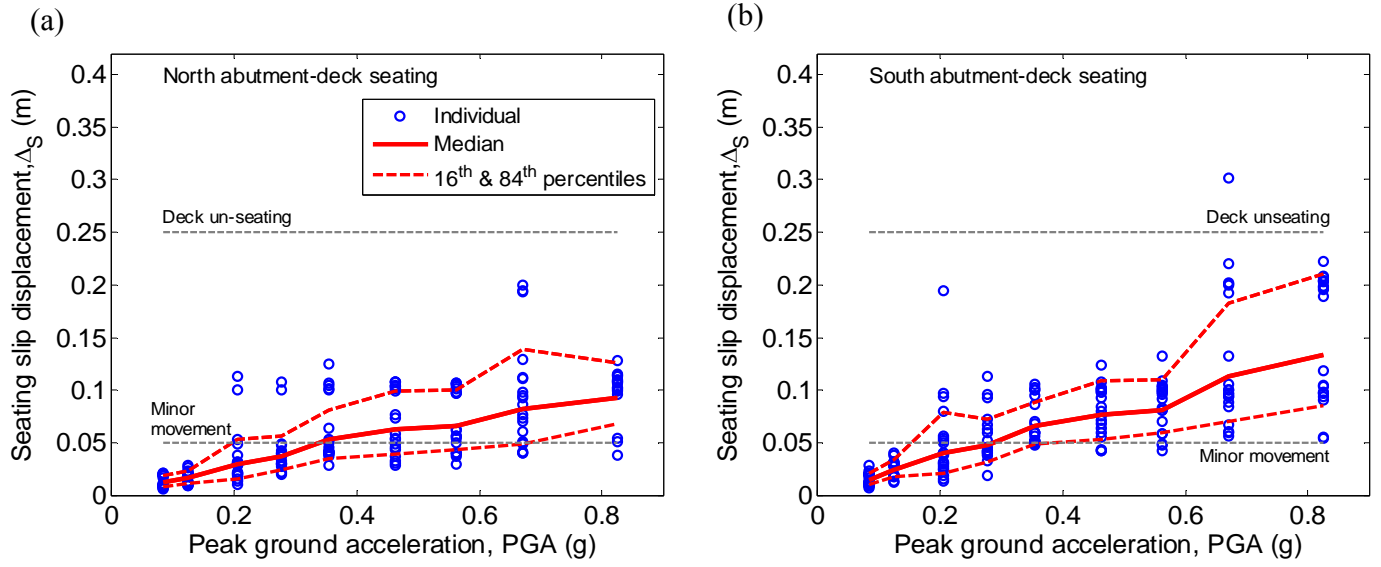 (a)
North abutment-deck seating
Individual
Median
16th & 84th percentiles
Deck un-seating
Minor
movement
Seating slip displacement,ΔS (m)
0.4
0.35
0.3
0.25
0.2
0.15
0.1
0.05
0
0
0.2
0.4
0.6
0.8
Peak ground acceleration, PGA (g)
(b)
South abutment-deck seating
Deck unseating
Minor movement
Seating slip displacement,ΔS (m)
0.4
0.35
0.3
0.25
0.2
0.15
0.1
0.05
0
0
0.2
0.4
0.6
0.8
Peak ground acceleration, PGA (g)